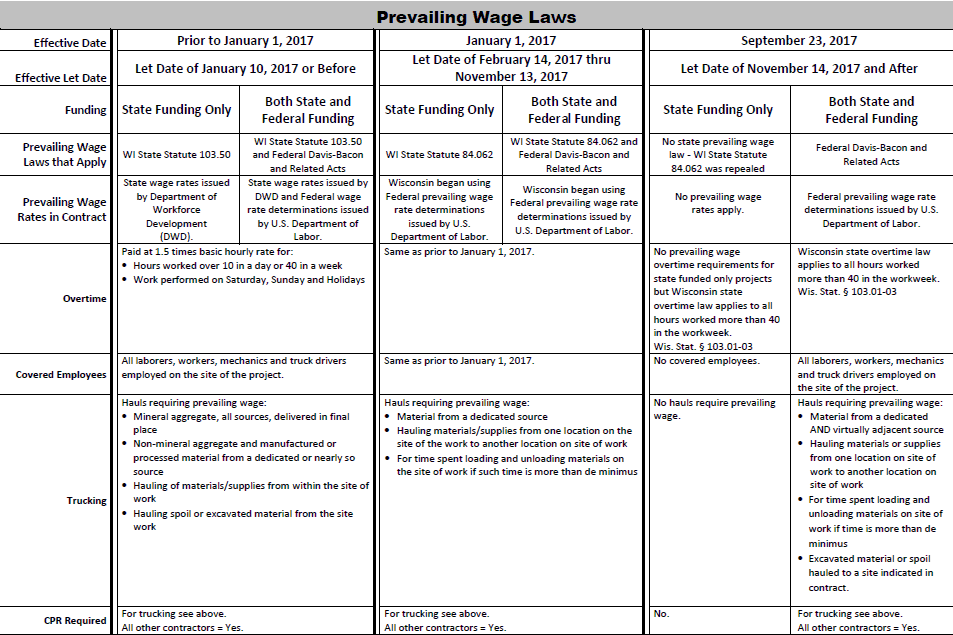 Prevailing Wage Laws
Effective Date
Prior to January 1, 2017
January 1, 2017
September 23, 2017
Effective Let Date
Let Date of January 10, 2017 or Before
Let Date of February 14, 2017 thru
November 13, 2017
Let Date of November 14, 2017 and After
Funding
State Funding Only
Both State and
Federal Funding
State Funding Only
Both State and
Federal Funding
State Funding Only
Both State and
Federal Funding
Prevailing Wage
Laws that Apply
WI State Statute 103.50
WI State Statute 103.50
and Federal Davis-Bacon
and Related Acts
WI State Statute 84.062
WI State Statute 84.062 and
Federal Davis-Bacon and
Related Acts
No state prevailing wage
law - WI State Statute
84.062 was repealed
Federal Davis-Bacon and
Related Acts
Prevailing Wage
Rates in Contract
State wage rates issued
by Department of
Workforce
Development
(DWD).
State wage rates issued by
DWD and Federal wage
rate determinations issued
by U.S. Department of
Labor.
Wisconsin began using
Federal prevailing wage
rate determinations
issued by U.S.
Department of Labor.
Wisconsin began using
Federal prevailing wage rate
determinations issued by
U.S. Department of Labor.
No prevailing wage
rates apply.
Federal prevailing wage rate
determinations issued by U.S.
Department of Labor.
Overtime
Paid at 1.5 times basic hourly rate for:
• Hours worked over 10 in a day or 40 in a week
• Work performed on Saturday, Sunday and Holidays
Same as prior to January 1, 2017.
No prevailing wage
overtime requirements for
state funded only projects
but Wisconsin state
overtime law applies to all
hours worked more than 40
in the workweek.
Wis. Stat. § 103.01-03
Wisconsin state overtime law
applies to all hours worked
more than 40 in the workweek.
Wis. Stat. § 103.01-03
Covered Employees
All laborers, workers, mechanics and truck drivers
employed on the site of the project.
Same as prior to January 1, 2017.
No covered employees.
All laborers, workers, mechanics
and truck drivers employed on
the site of the project.
Trucking
Hauls requiring prevailing wage:
• Mineral aggregate, all sources, delivered in final
place
• Non-mineral aggregate and manufactured or
processed material from a dedicated or nearly so
source
• Hauling of materials/supplies from within the site of
work
• Hauling spoil or excavated material from the site
work
Hauls requiring prevailing wage:
• Material from a dedicated source
• Hauling materials/supplies from one location on the
site of the work to another location on site of work
• For time spent loading and unloading materials on
the site of work if such time is more than de minimus
No hauls require prevailing
wage.
Hauls requiring prevailing wage:
• Material from a dedicated
AND virtually adjacent source
• Hauling materials or supplies
from one location on site of
work to another location on
site of work
• For time spent loading and
unloading materials on site of
work if time is more than de
minimus
• Excavated material or spoil
hauled to a site indicated in
contract.
CPR Required
For trucking see above.
All other contractors = Yes.
For trucking see above.
All other contractors = Yes.
No.
For trucking see above.
All other contractors = Yes.